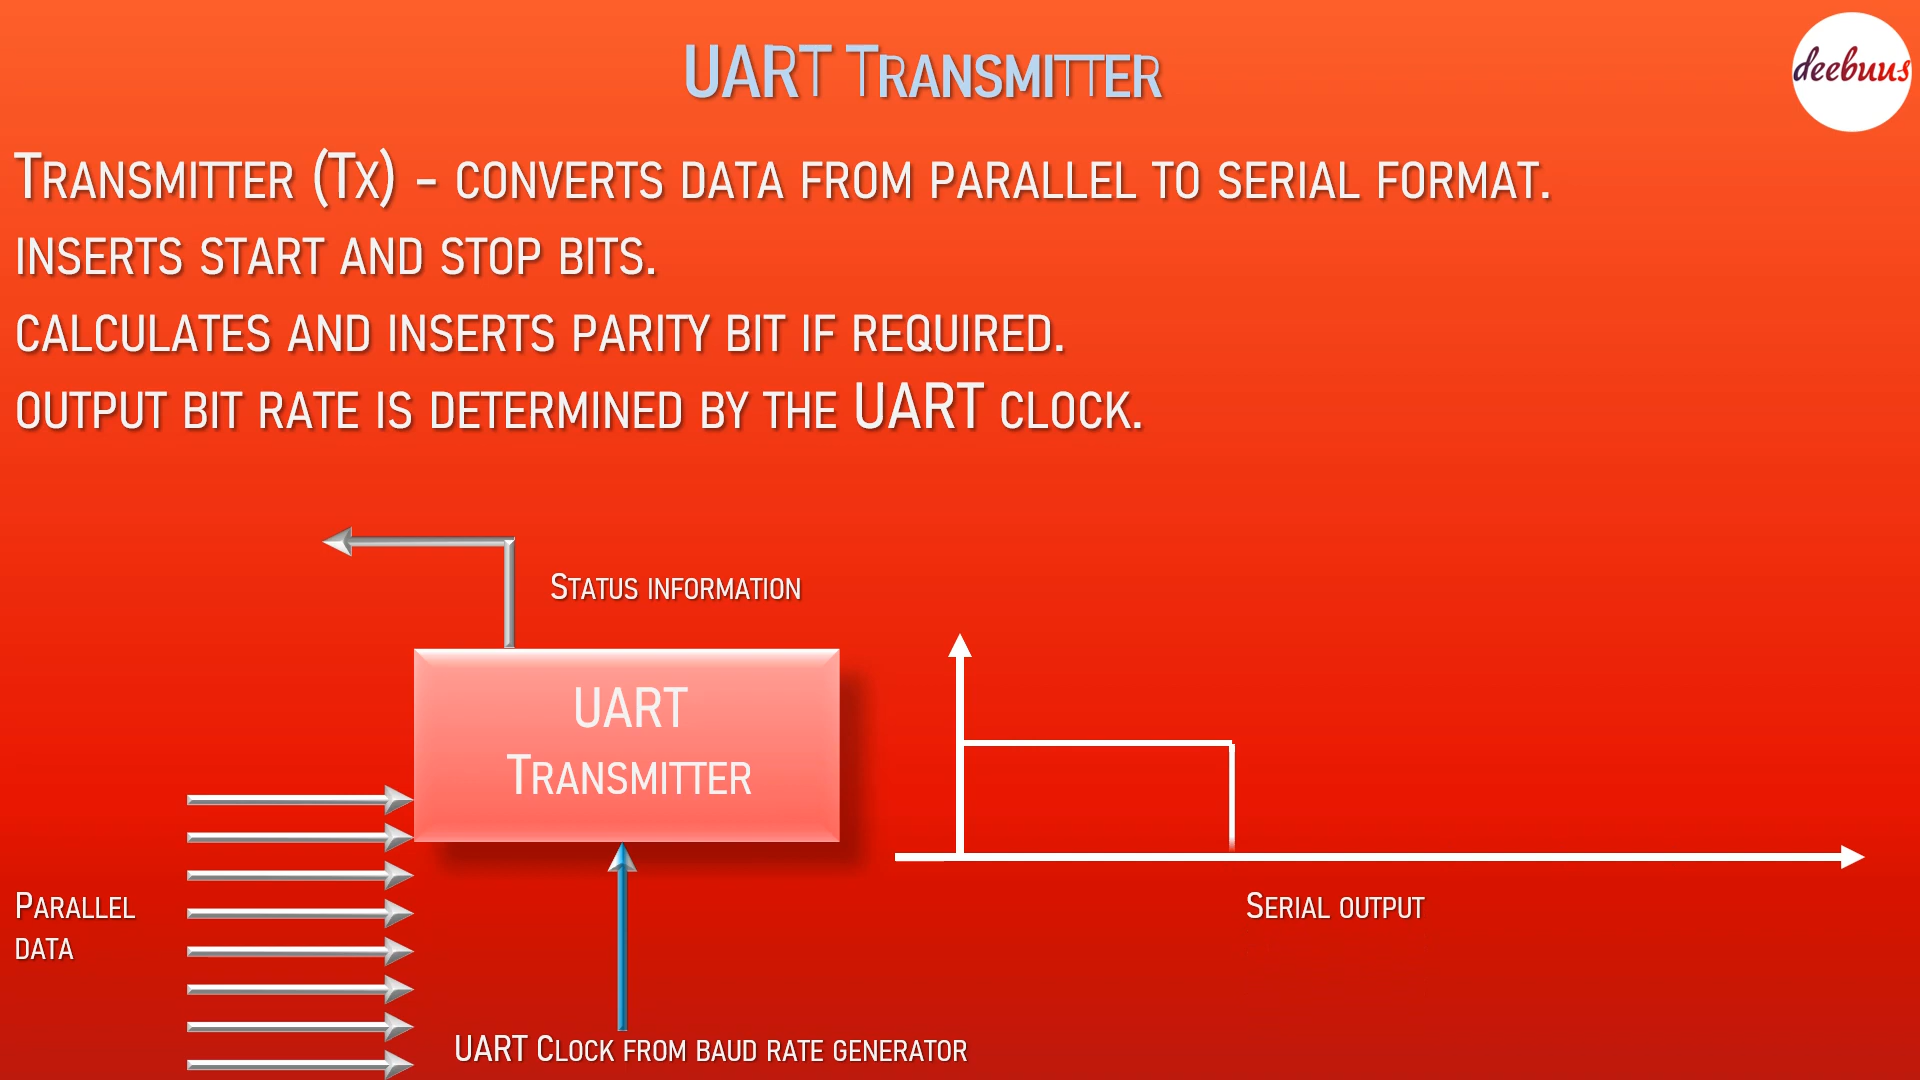 UART Transmitter
deebuus
Transmitter (Tx) - converts data from parallel to serial format.
inserts start and stop bits.
calculates and inserts parity bit if required.
output bit rate is determined by the UART clock.
Status information
UART
Transmitter
Parallel
data
Serial output
UART Clock from baud rate generator